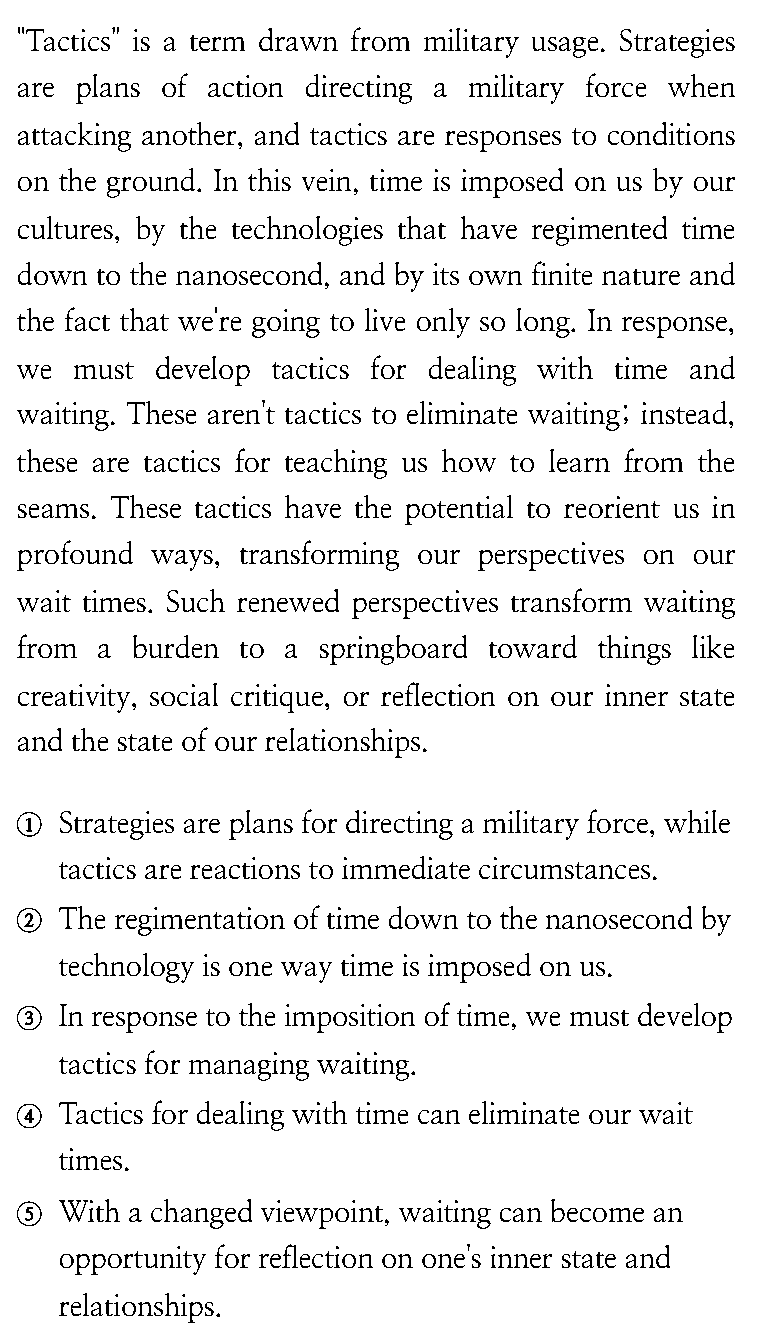 "Tactics" is a term drawn from military usage. Strategies
are plans of action directing a military force when
attacking another, and tactics are responses to conditions
on the ground. In this vein, time is imposed on us by our
cultures, by the technologies that have regimented time
down to the nanosecond, and by its own finite nature and
the fact that we're going to live only so long. In response,
we must develop tactics for dealing with time and
waiting. These aren't tactics to eliminate waiting; instead,
these are tactics for teaching us how to learn from the
seams. These tactics have the potential to reorient us in
profound ways, transforming our perspectives on our
wait times. Such renewed perspectives transform waiting
from a burden to a springboard toward things like
creativity, social critique, or reflection on our inner state
and the state of our relationships.
① Strategies are plans for directing a military force, while
tactics are reactions to immediate circumstances.
② The regimentation of time down to the nanosecond by
technology is one way time is imposed on us.
③ In response to the imposition of time, we must develop
tactics for managing waiting.
④ Tactics for dealing with time can eliminate our wait
times.
⑤ With a changed viewpoint, waiting can become an
opportunity for reflection on one's inner state and
relationships.